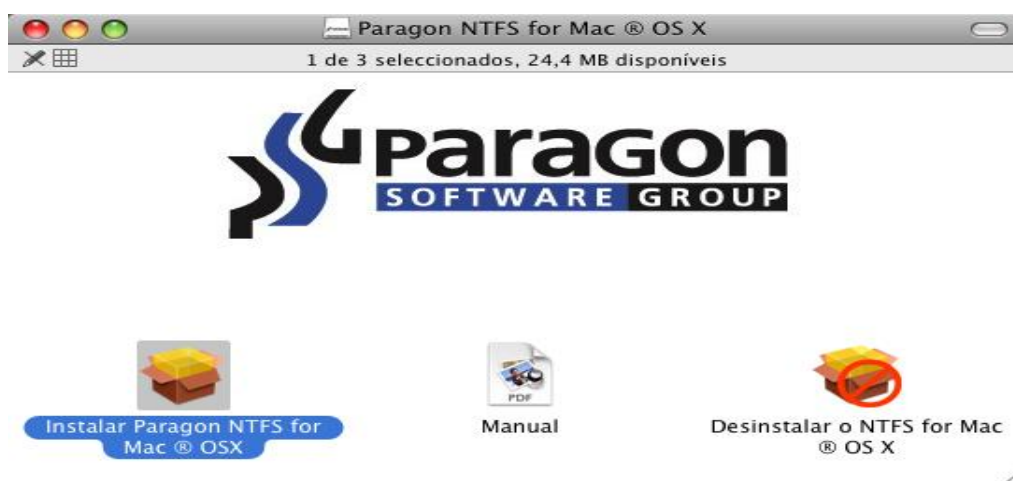 Paragon NTFS for Mac ® OS X
1 de 3 seleccionados, 24,4 MB disponíveis
paragon
SOFTWARE GROUP
PDF
Instalar Paragon NTFS for
Mac ® OSX
Manual
Desinstalar o NTFS for Mac
® OS X